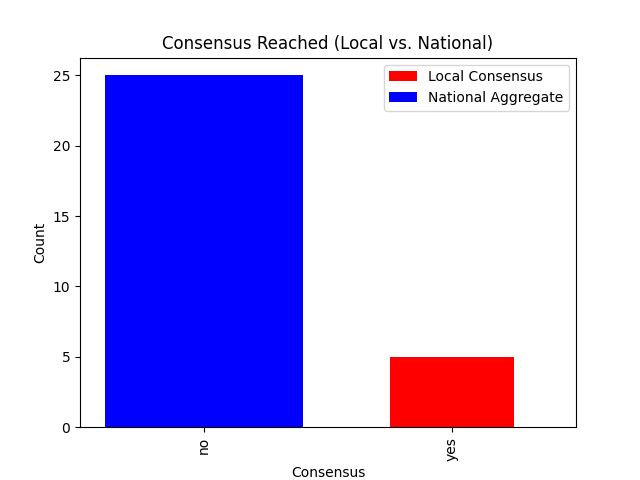 Consensus Reached (Local vs. National)
Local Consensus
National Aggregate
25
20
15
10
5
0
Count
no
yes
Consensus